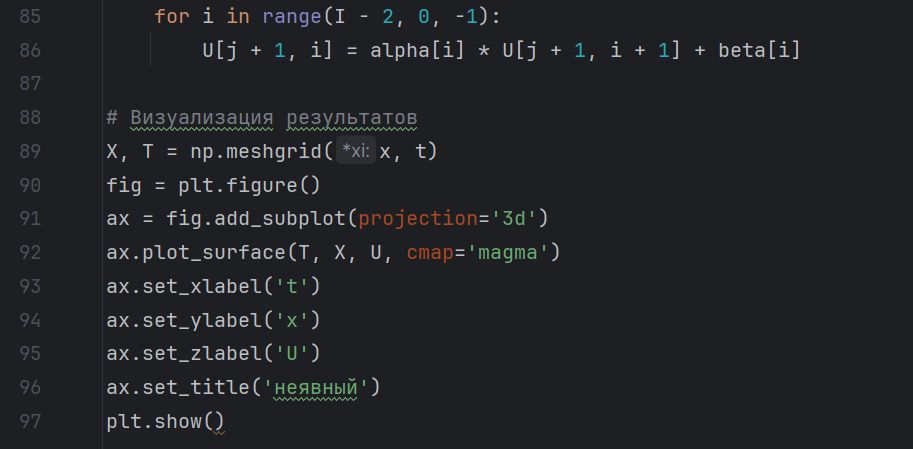 85 for i in range(I - 2, 0, -1):
86 U[j + 1, i] = alpha[i] * U[j + 1, i + 1] + beta[i]
87
88 # Визуализация результатов
89 X, T = np.meshgrid( *xi: x, t)
90 fig = plt.figure()
91 ax = fig.add_subplot(projection='3d')
92 ax.plot_surface(T, X, U, cmap='magma')
93 ax.set_xlabel('t')
94 ax.set_ylabel('x')
95 ax.set_zlabel('U')
96 ax.set_title('неявный')
97 plt.show()